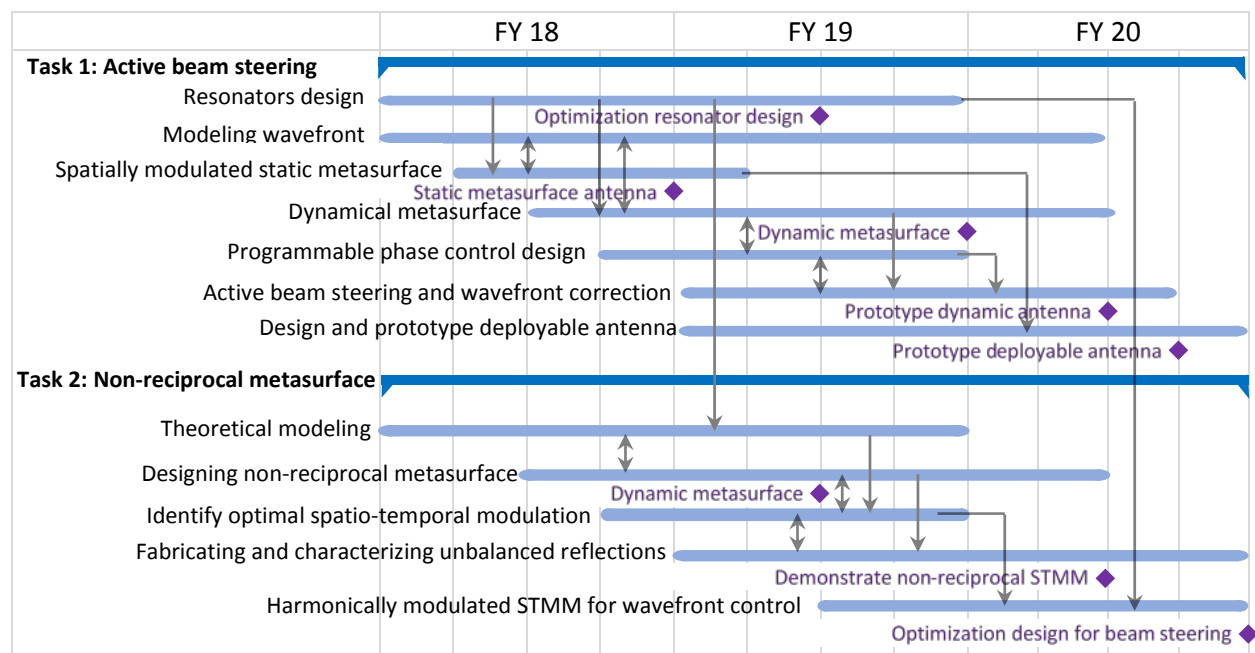 FY 18 FY 19 FY 20
Task 1: Active beam steering
Resonators design
Optimization resonator design
Modeling wavefront
Spatially modulated static metasurface
Static metasurface antenna
Dynamical metasurface
Dynamic metasurface
Programmable phase control design
Active beam steering and wavefront correction
Prototype dynamic antenna
Design and prototype deployable antenna
Prototype deployable antenna
Task 2: Non-reciprocal metasurface
Theoretical modeling
Designing non-reciprocal metasurface
Dynamic metasurface
Identify optimal spatio-temporal modulation
Fabricating and characterizing unbalanced reflections
Demonstrate non-reciprocal STMM
Harmonically modulated STMM for wavefront control
Optimization design for beam steering